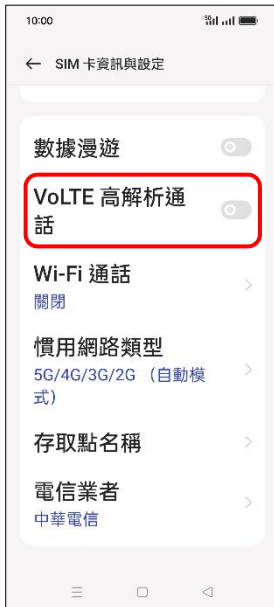 10:00
5G
← SIM 卡資訊與設定
數據漫遊
VoLTE 高解析通
話
Wi-Fi 通話
關閉
慣用網路類型
5G/4G/3G/2G （自動模
式）
存取點名稱
電信業者
中華電信